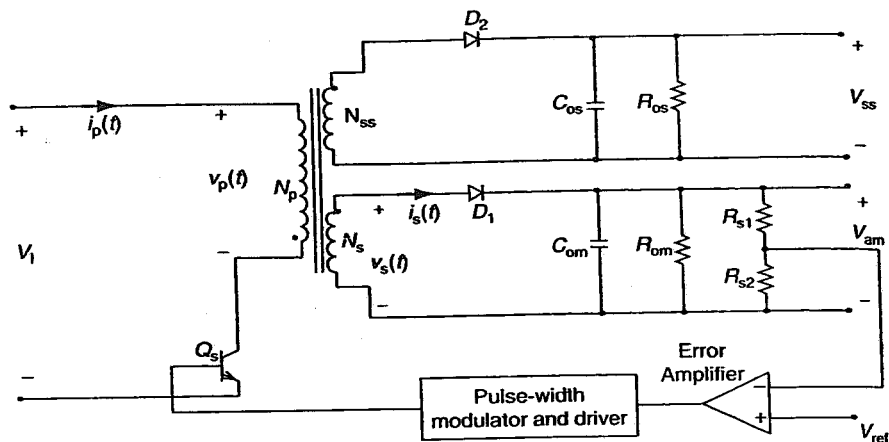 D₂
+
iₚ(t)
+
+
Nₛₛ
Cₒₛ
Rₒₛ
Vₛₛ
−
vₚ(t)
Nₚ
+
iₛ(t)
D₁
+
Rₛ₁
Vₐₘ
Nₛ
Cₒₘ
Rₒₘ
V₁
−
vₛ(t)
Rₛ₂
−
−
Qₛ
Error
Amplifier
−
Pulse-width
modulator and driver
−
+
V_ref